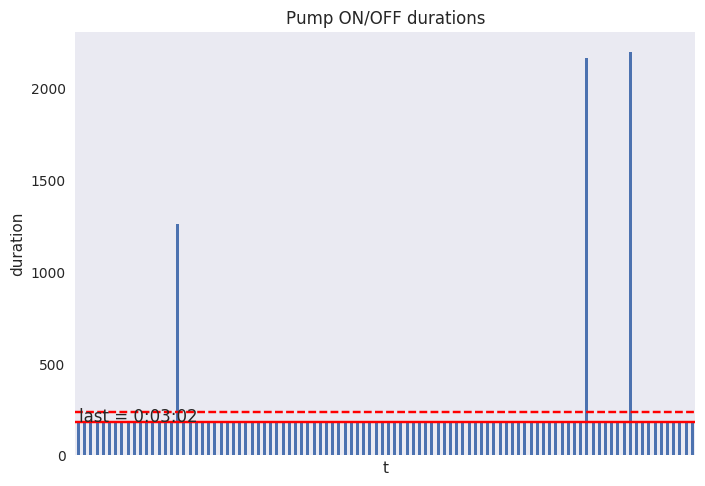 Pump ON/OFF durations
duration
2000
1500
1000
500
0
last = 0:03:02
t